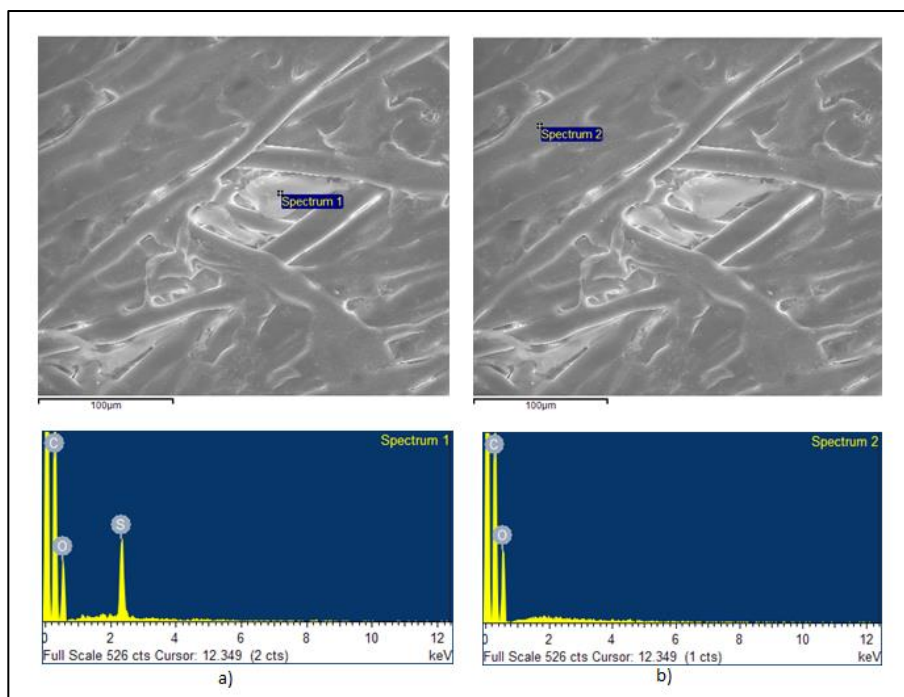 Spectrum 2
Spectrum 1
100µm
100µm
Spectrum 1
C
O
S
0 2 4 6 8 10 12
Full Scale 526 cts Cursor: 12.349 (2 cts) keV
Spectrum 2
C
O
0 2 4 6 8 10 12
Full Scale 526 cts Cursor: 12.349 (1 cts) keV
a)
b)